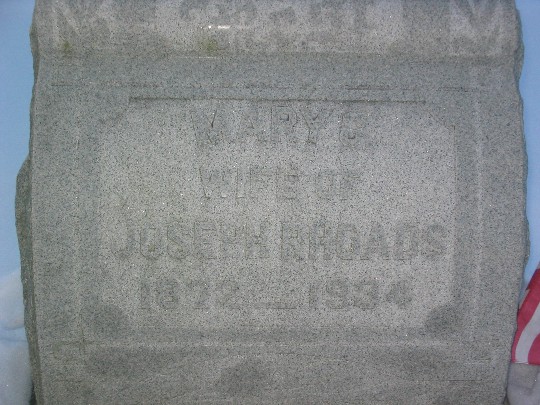 MARY E.
WIFE OF
JOSEPH RHOADS
1872 — 1934